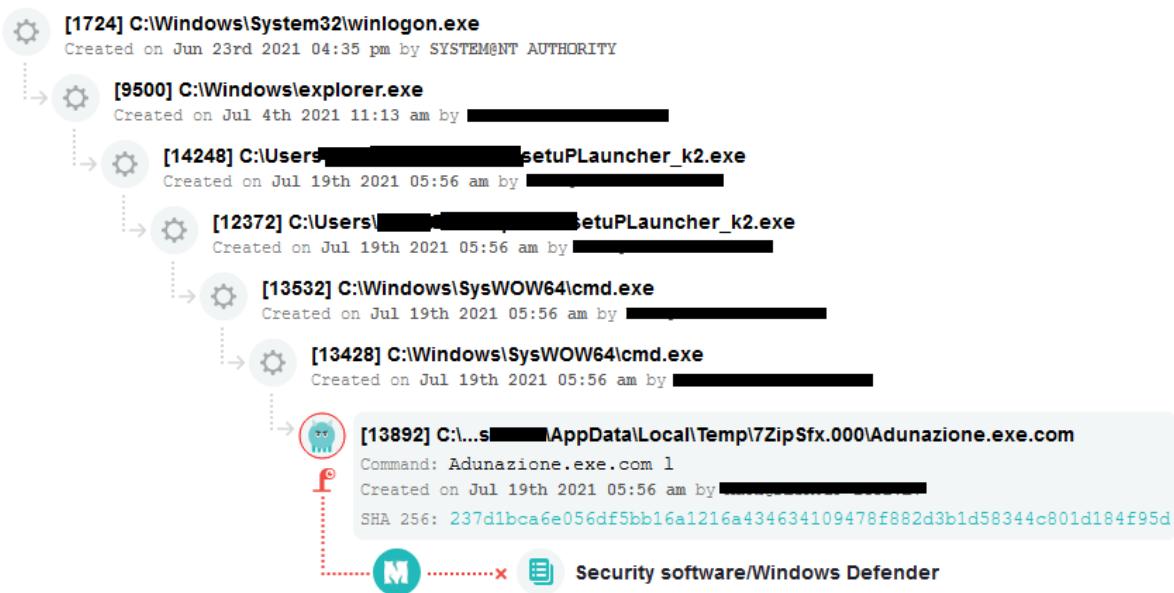 [1724] C:\Windows\System32\winlogon.exe
Created on Jun 23rd 2021 04:35 pm by SYSTEM@NT AUTHORITY
[9500] C:\Windows\explorer.exe
Created on Jul 4th 2021 11:13 am by
[14248] C:\Users setuPLauncher_k2.exe
Created on Jul 19th 2021 05:56 am by
[12372] C:\Users\ setuPLauncher_k2.exe
Created on Jul 19th 2021 05:56 am by
[13532] C:\Windows\SysWOW64\cmd.exe
Created on Jul 19th 2021 05:56 am by
[13428] C:\Windows\SysWOW64\cmd.exe
Created on Jul 19th 2021 05:56 am by
[13892] C:\...s \AppData\Local\Temp\7ZipSfx.000\Adunazione.exe.com
Command: Adunazione.exe.com l
Created on Jul 19th 2021 05:56 am by
SHA 256: 237d1bca6e056df5bb16a1216a434634109478f882d3b1d58344c801d184f95d
M
Security software/Windows Defender